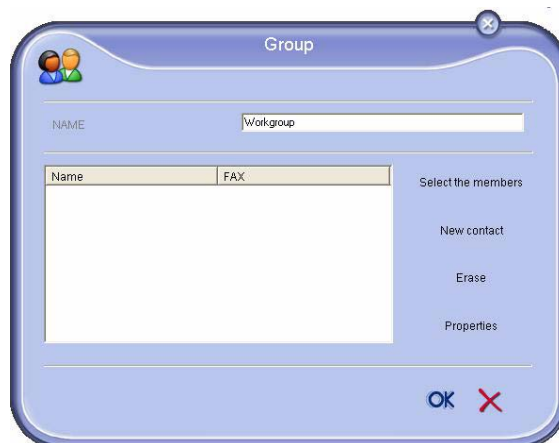 Group
NAME
Workgroup
Name FAX
Select the members
New contact
Erase
Properties
OK